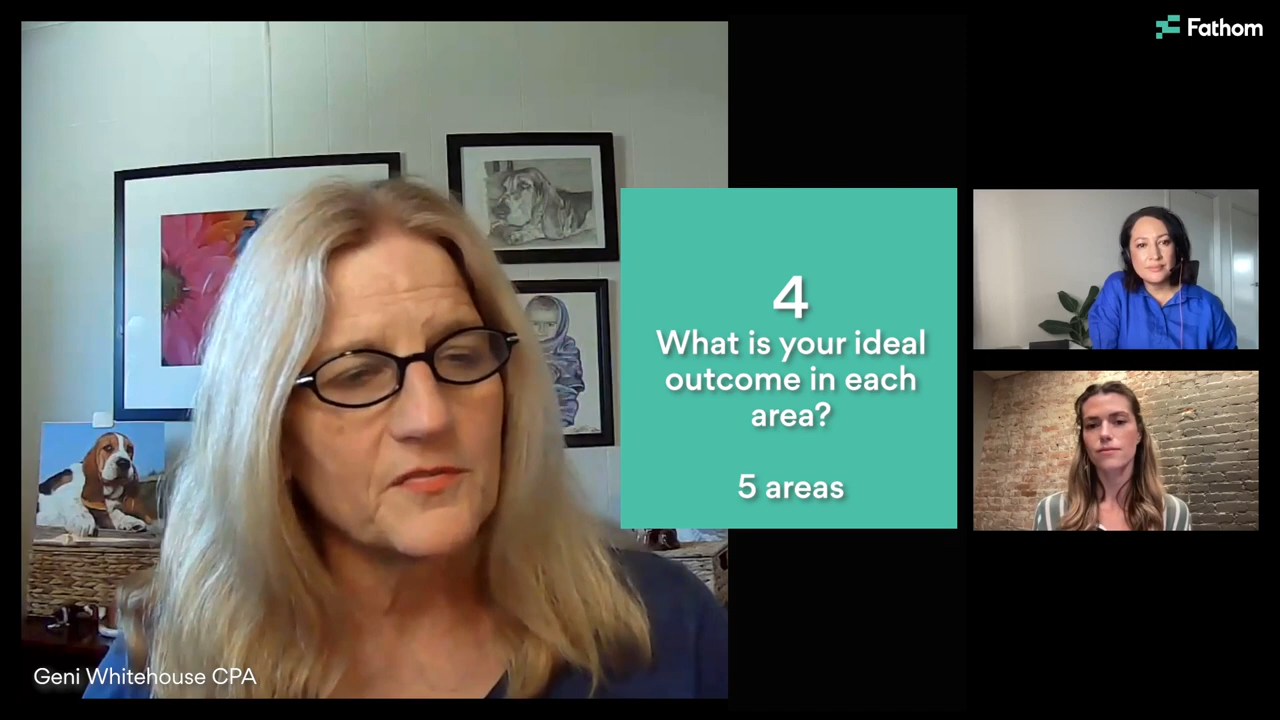 Fathom
4
What is your ideal
outcome in each
area?
5 areas
Geni Whitehouse CPA